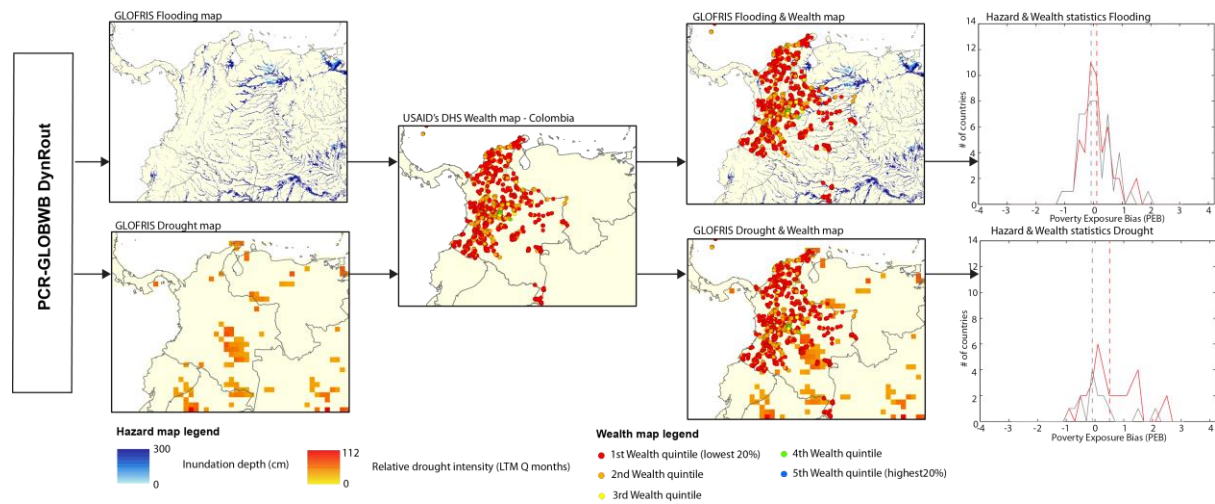 GLOFRIS Flooding map
GLOFRIS Flooding & Wealth map
Hazard & Wealth statistics Flooding
14
12
10
8
6
4
2
0
# of countries
-4 -3 -2 -1 0 1 2 3 4
Poverty Exposure Bias (PEB)
PCR-GLOBWB DynRout
USAID's DHS Wealth map - Colombia
GLOFRIS Drought map
GLOFRIS Drought & Wealth map
Hazard & Wealth statistics Drought
14
12
10
8
6
4
2
0
# of countries
-4 -3 -2 -1 0 1 2 3 4
Poverty Exposure Bias (PEB)
Hazard map legend
300
0
Inundation depth (cm)
112
0
Relative drought intensity (LTM Q months)
Wealth map legend
1st Wealth quintile (lowest 20%)
2nd Wealth quintile
3rd Wealth quintile
4th Wealth quintile
5th Wealth quintile (highest20%)